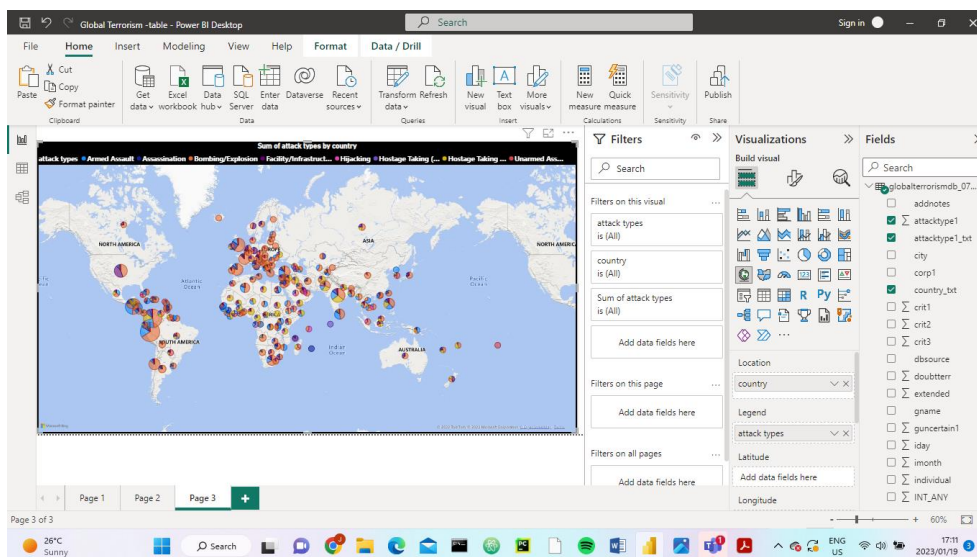 Global Terrorism -table - Power BI Desktop
Search
Sign in
File Home Insert Modeling View Help Format Data / Drill
Paste
Cut
Copy
Format painter
Get data
Excel workbook
Data hub
SQL Server
Enter data
Dataverse
Recent sources
Transform data
Refresh
New visual
Text box
More visuals
New measure
Quick measure
Sensitivity
Publish
Clipboard
Data
Queries
Insert
Calculations
Sensitivity
Share
Sum of attack types by country
attack types Armed Assault Assassination Bombing/Explosion Facility/Infrastruct... Hijacking Hostage Taking (... Hostage Taking ... Unarmed Ass...
NORTH AMERICA
ASIA
NORTH AMERICA
Atlantic Ocean
Pacific Ocean
SOUTH AMERICA
Indian Ocean
AUSTRALIA
Filters
Search
Filters on this visual ...
attack types
is (All)
country
is (All)
Sum of attack types
is (All)
Add data fields here
Filters on this page ...
Add data fields here
Filters on all pages ...
Add data fields here
Visualizations
Build visual
R Py
123
...
Location
country
Legend
attack types
Latitude
Add data fields here
Longitude
Fields
Search
globalterrorismdb_07...
addnotes
∑ attacktype1
attacktype1_txt
city
corp1
country_txt
∑ crit1
∑ crit2
∑ crit3
dbsource
∑ doubtterr
∑ extended
gname
∑ guncertain1
∑ iday
∑ imonth
∑ individual
∑ INT_ANY
Page 1 Page 2 Page 3 +
Page 3 of 3
- + 60%
26°C
Sunny
Search
ENG
US
17:11
2023/01/19